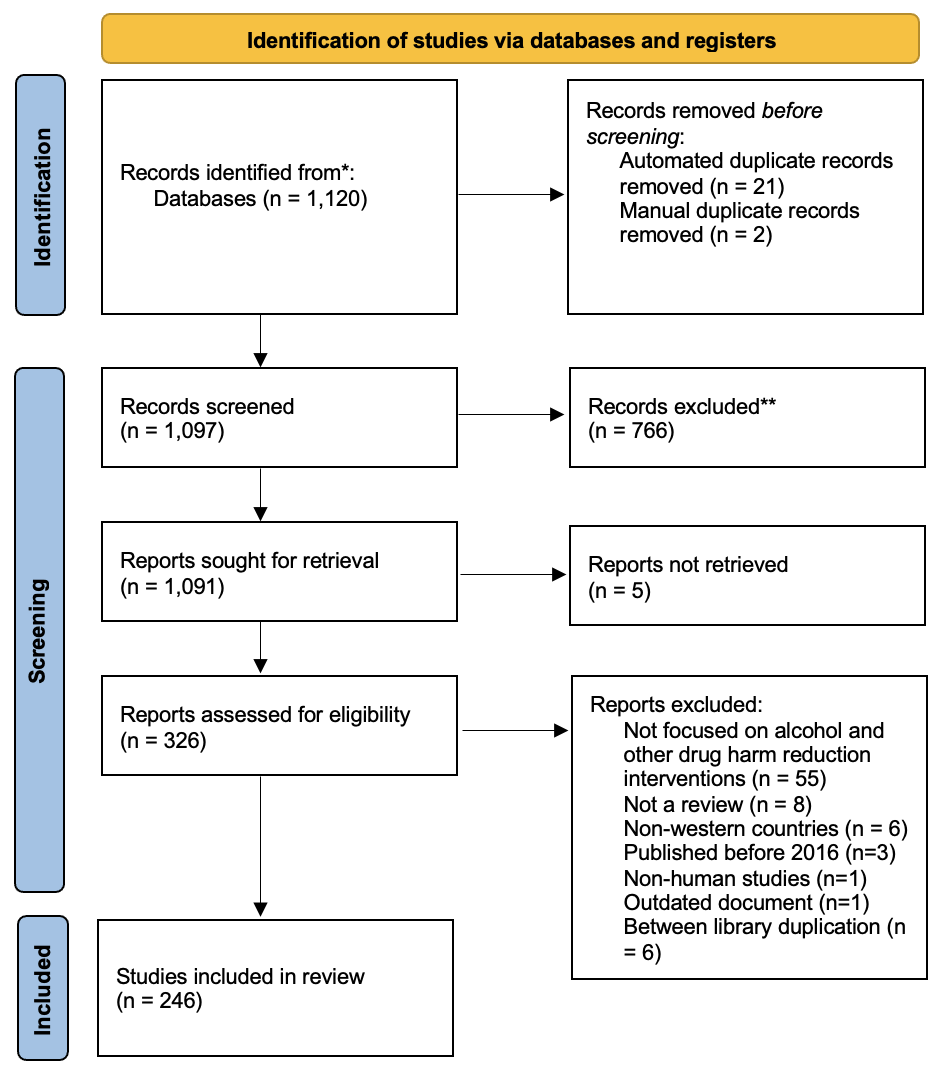 Identification of studies via databases and registers
Identification
Records identified from*:
Databases (n = 1,120)
Records removed before
screening:
Automated duplicate records
removed (n = 21)
Manual duplicate records
removed (n = 2)
Screening
Records screened
(n = 1,097)
Records excluded**
(n = 766)
Reports sought for retrieval
(n = 1,091)
Reports not retrieved
(n = 5)
Reports assessed for eligibility
(n = 326)
Reports excluded:
Not focused on alcohol and
other drug harm reduction
interventions (n = 55)
Not a review (n = 8)
Non-western countries (n = 6)
Published before 2016 (n=3)
Non-human studies (n=1)
Outdated document (n=1)
Between library duplication (n
= 6)
Included
Studies included in review
(n = 246)